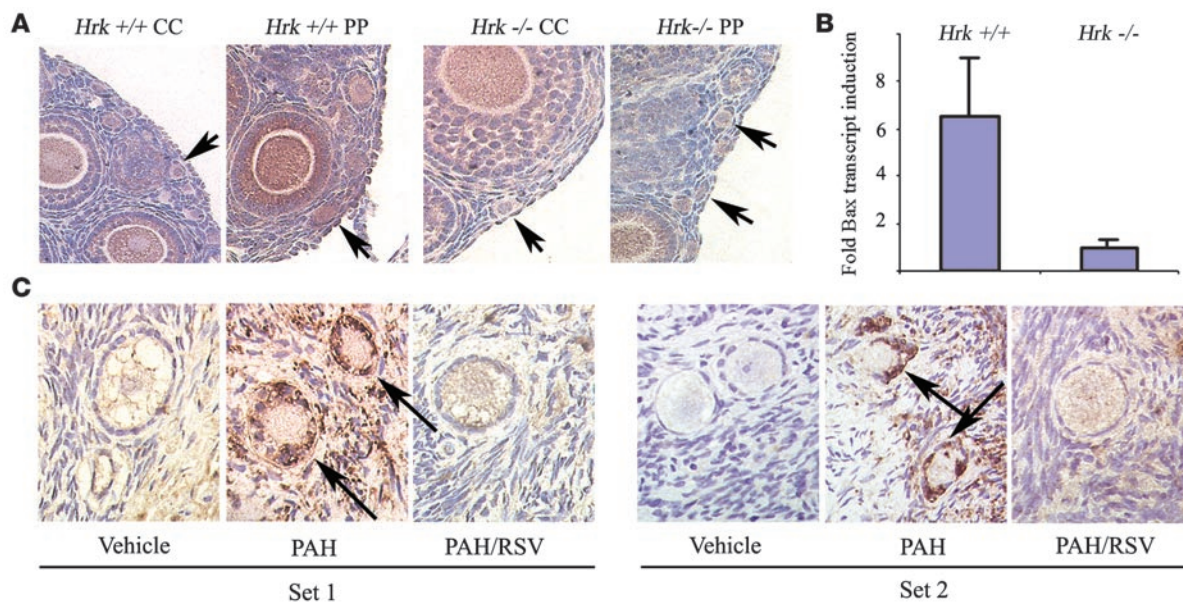 A
Hrk +/+ CC
Hrk +/+ PP
Hrk -/- CC
Hrk-/- PP
B
Hrk +/+
Hrk -/-
Fold Bax transcript induction
8
6
4
2
C
Vehicle
PAH
PAH/RSV
Vehicle
PAH
PAH/RSV
Set 1
Set 2